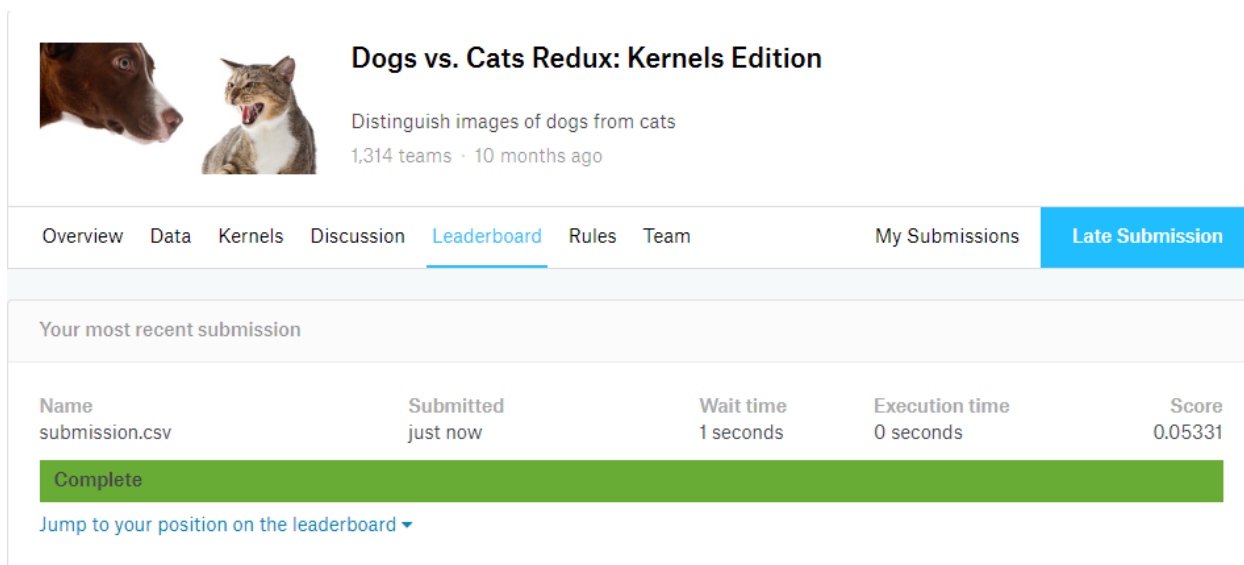 Dogs vs. Cats Redux: Kernels Edition
Distinguish images of dogs from cats
1,314 teams · 10 months ago
Overview Data Kernels Discussion Leaderboard Rules Team My Submissions Late Submission
Your most recent submission
Name Submitted Wait time Execution time Score
submission.csv just now 1 seconds 0 seconds 0.05331
Complete
Jump to your position on the leaderboard